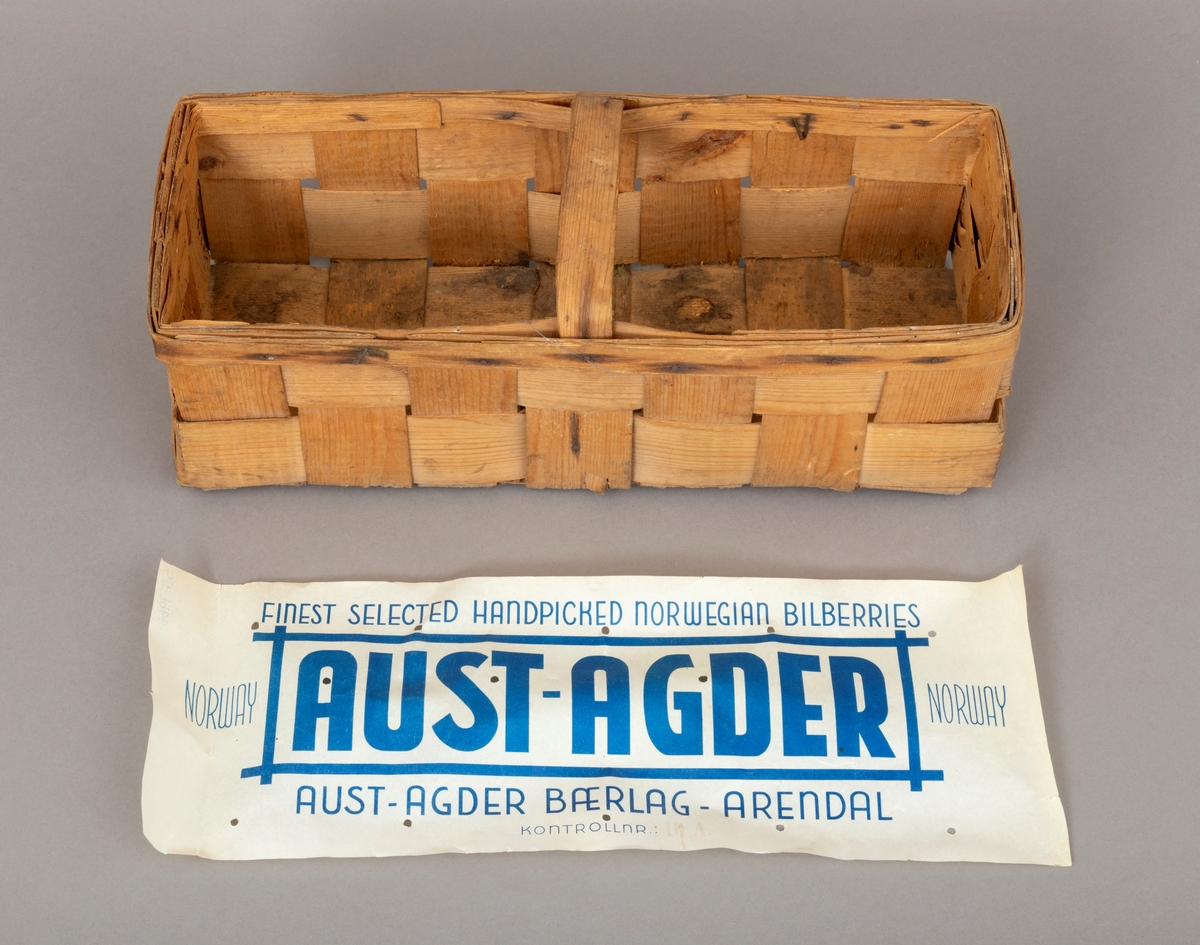 FINEST SELECTED HANDPICKED NORWEGIAN BILBERRIES
NORWAY
AUST-AGDER
NORWAY
AUST-AGDER BÆRLAG - ARENDAL
KONTROLLNR.: